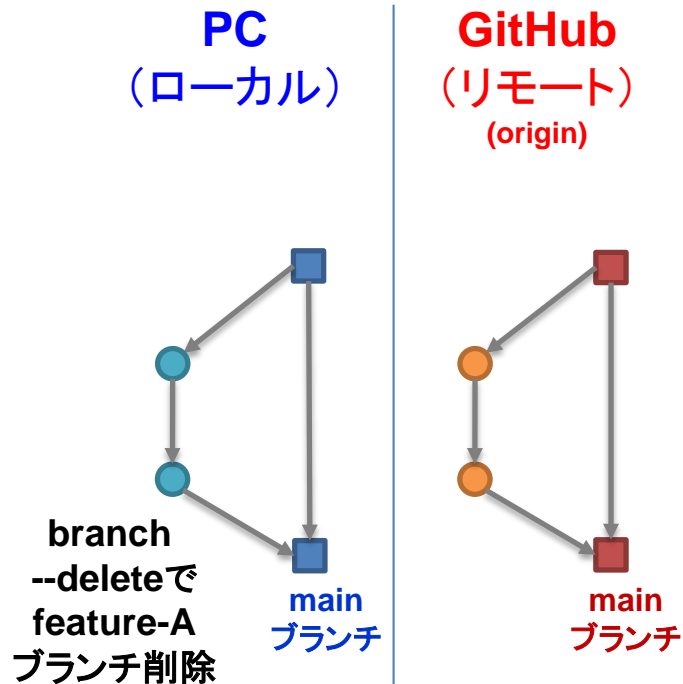 PC
（ローカル）
GitHub
（リモート）
(origin)
branch
--deleteで
feature-A
ブランチ削除
main
ブランチ
main
ブランチ